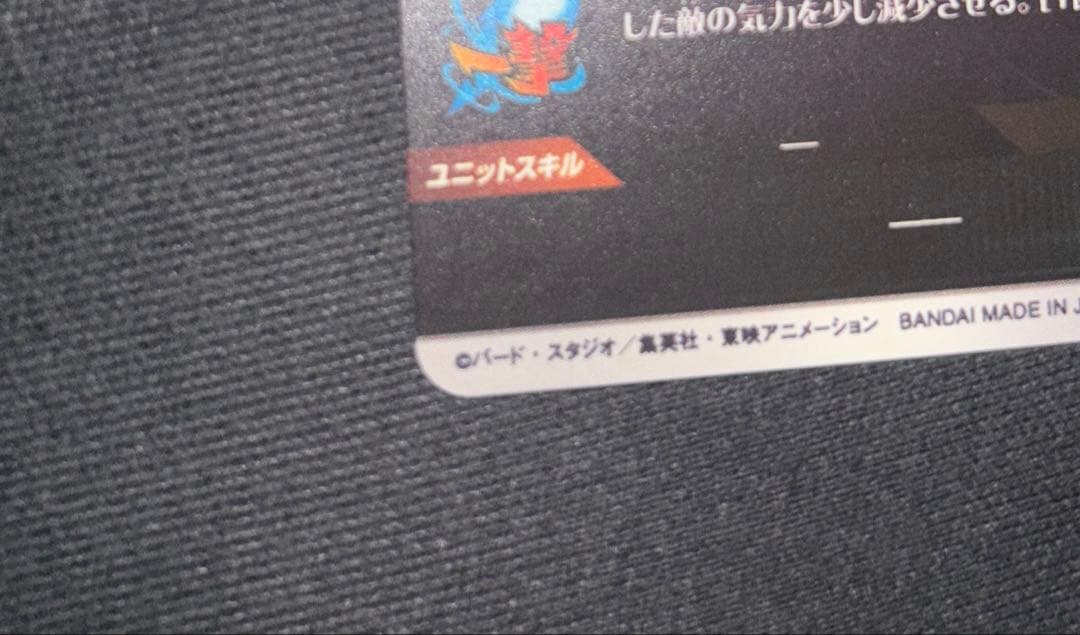 した敵の気力を少し減少させる。
一撃
ユニットスキル
—
—
©バード・スタジオ／集英社・東映アニメーション BANDAI MADE IN J